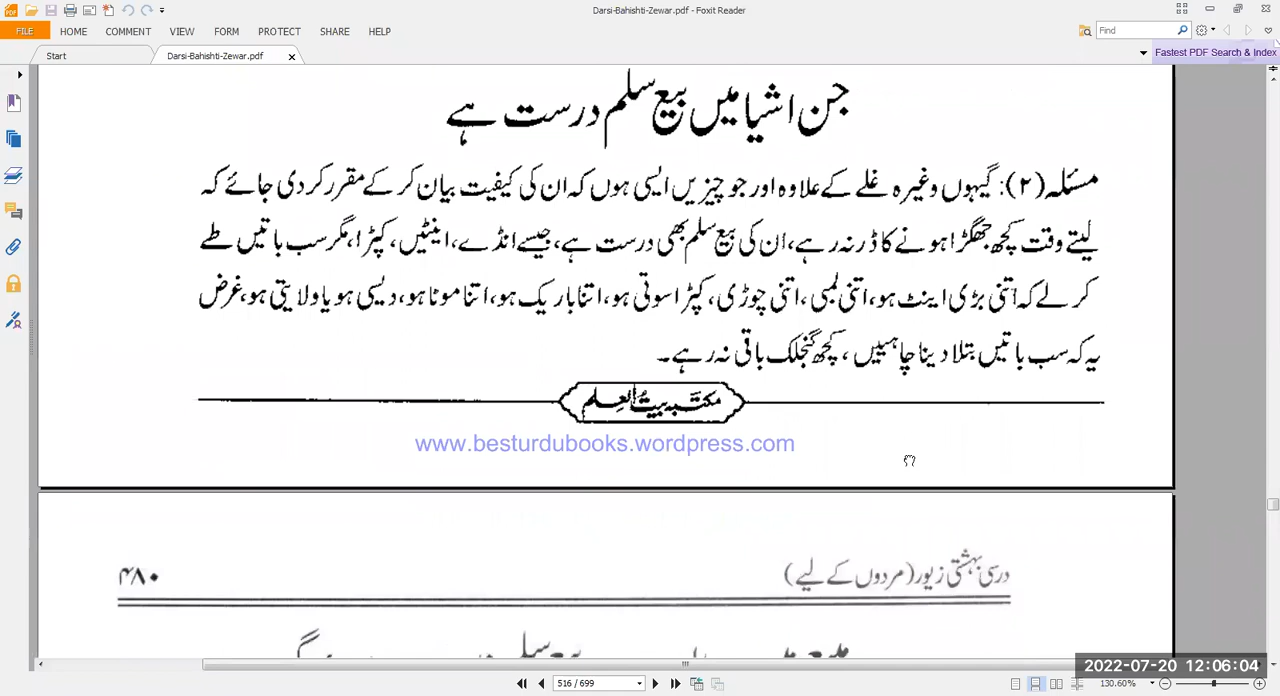 Darsi-Bahishti-Zewar.pdf - Foxit Reader
FILE HOME COMMENT VIEW FORM PROTECT SHARE HELP
Find
Start Darsi-Bahishti-Zewar.pdf
Fastest PDF Search & Index
جن اشیا میں بیع سلم درست ہے
مسئلہ (۲): گیہوں وغیرہ غلے کے علاوہ اور جو چیزیں ایسی ہوں کہ ان کی کیفیت بیان کر کے مقرر کر دی جائے کہ
لیتے وقت کچھ جھگڑا ہونے کا ڈر نہ رہے، ان کی بیع سلم بھی درست ہے، جیسے انڈے، اینٹیں، کپڑا، مگر سب باتیں طے
کر لے کہ اتنی بڑی اینٹ ہو، اتنی لمبی، اتنی چوڑی، کپڑا سوتی ہو، اتنا باریک ہو، اتنا موٹا ہو، دیسی ہو یا ولایتی ہو، غرض
یہ کہ سب باتیں بتلا دینا چاہئیں، کچھ گنجلک باقی نہ رہے۔
مکتبہ بیت العلم
www.besturdubooks.wordpress.com
درسی بہشتی زیور (مردوں کے لیے)
۴۸۰
2022-07-20 12:06:04
516 / 699
130.60%